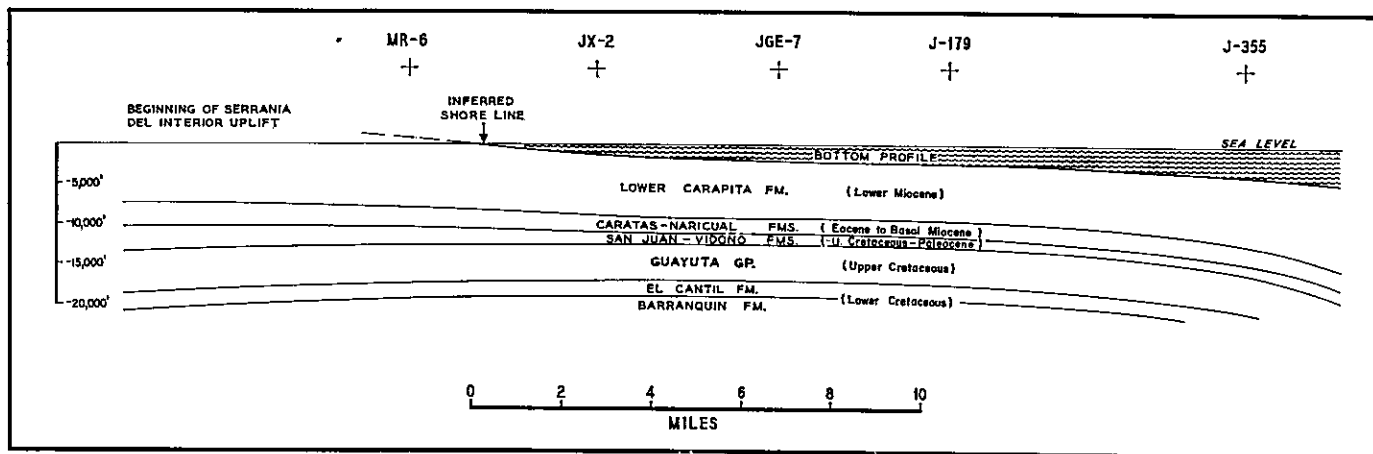 MR-6 JX-2 JGE-7 J-179 J-355
BEGINNING OF SERRANIA
DEL INTERIOR UPLIFT
INFERRED
SHORE LINE
SEA LEVEL
BOTTOM PROFILE
-5,000'
LOWER CARAPITA FM. (Lower Miocene)
-10,000'
CARATAS-NARICUAL FMS. (Eocene to Basal Miocene)
SAN JUAN-VIDOÑO FMS. (-U. Cretaceous-Paleocene)
-15,000'
GUAYUTA GP. (Upper Cretaceous)
-20,000'
EL CANTIL FM.
(Lower Cretaceous)
BARRANQUIN FM.
0 2 4 6 8 10
MILES